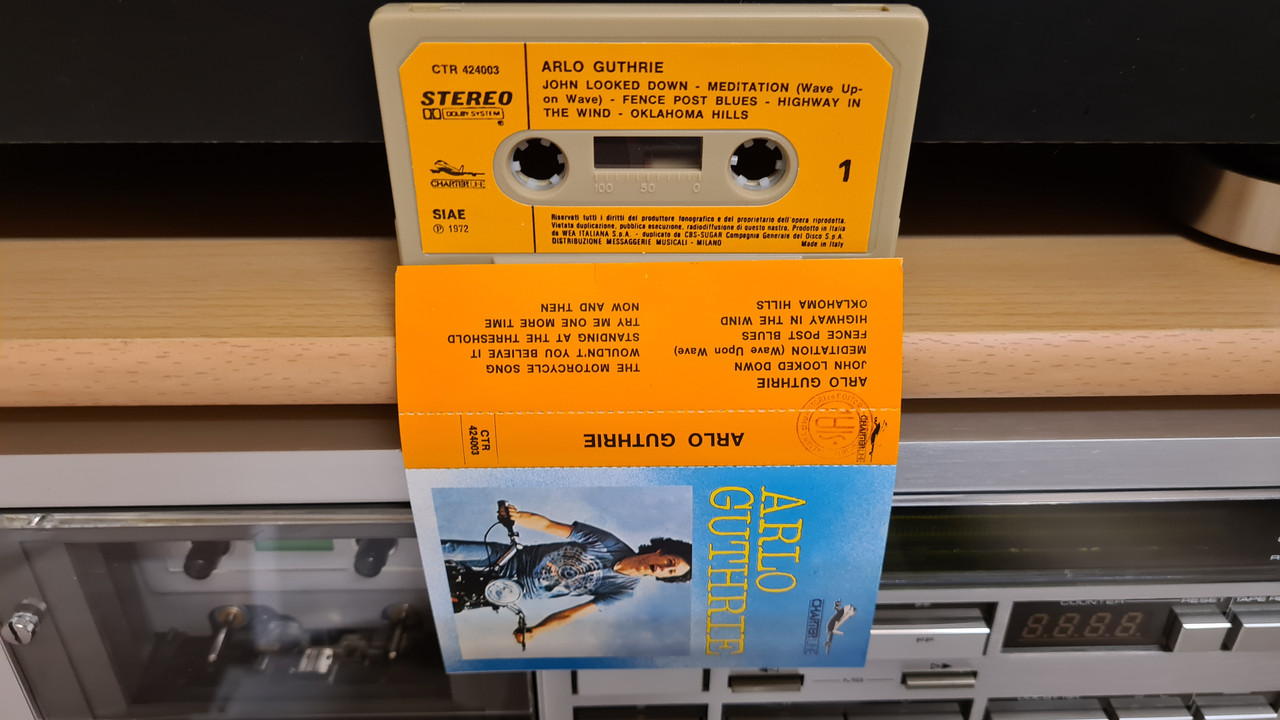 CTR 424003
STEREO
DOLBY SYSTEM
CHARTER LINE
SIAE
Ⓟ 1972
ARLO GUTHRIE
JOHN LOOKED DOWN - MEDITATION (Wave Up-
on Wave) - FENCE POST BLUES - HIGHWAY IN
THE WIND - OKLAHOMA HILLS
1
100 50 0
Riservati tutti i diritti del produttore fonografico e del proprietario dell'opera riprodotta.
Vietata duplicazione, pubblica esecuzione, radiodiffusione di questo nastro. Prodotto in Italia
da WEA ITALIANA S.p.A. - duplicato da CBS-SUGAR Compagnia Generale del Disco S.p.A.
DISTRIBUZIONE MESSAGGERIE MUSICALI - MILANO Made in Italy
ARLO GUTHRIE
JOHN LOOKED DOWN
MEDITATION (Wave Upon Wave)
FENCE POST BLUES
HIGHWAY IN THE WIND
OKLAHOMA HILLS
THE MOTORCYCLE SONG
WOULDN'T YOU BELIEVE IT
STANDING AT THE THRESHOLD
TRY ME ONE MORE TIME
NOW AND THEN
CHARTER LINE
ARLO GUTHRIE
CTR
424003
ARLO
GUTHRIE
CHARTER LINE
COUNTER
RESET